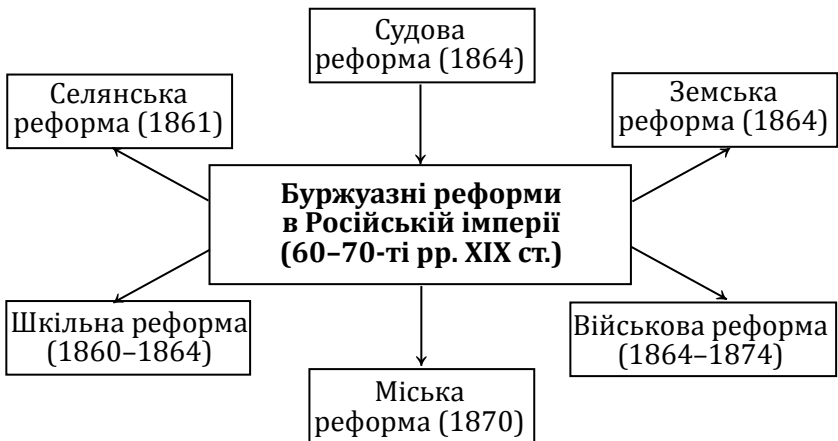 Судова
реформа (1864)
Селянська
реформа (1861)
Земська
реформа (1864)
Буржуазні реформи
в Російській імперії
(60–70-ті рр. XIX ст.)
Шкільна реформа
(1860–1864)
Військова реформа
(1864–1874)
Міська
реформа (1870)